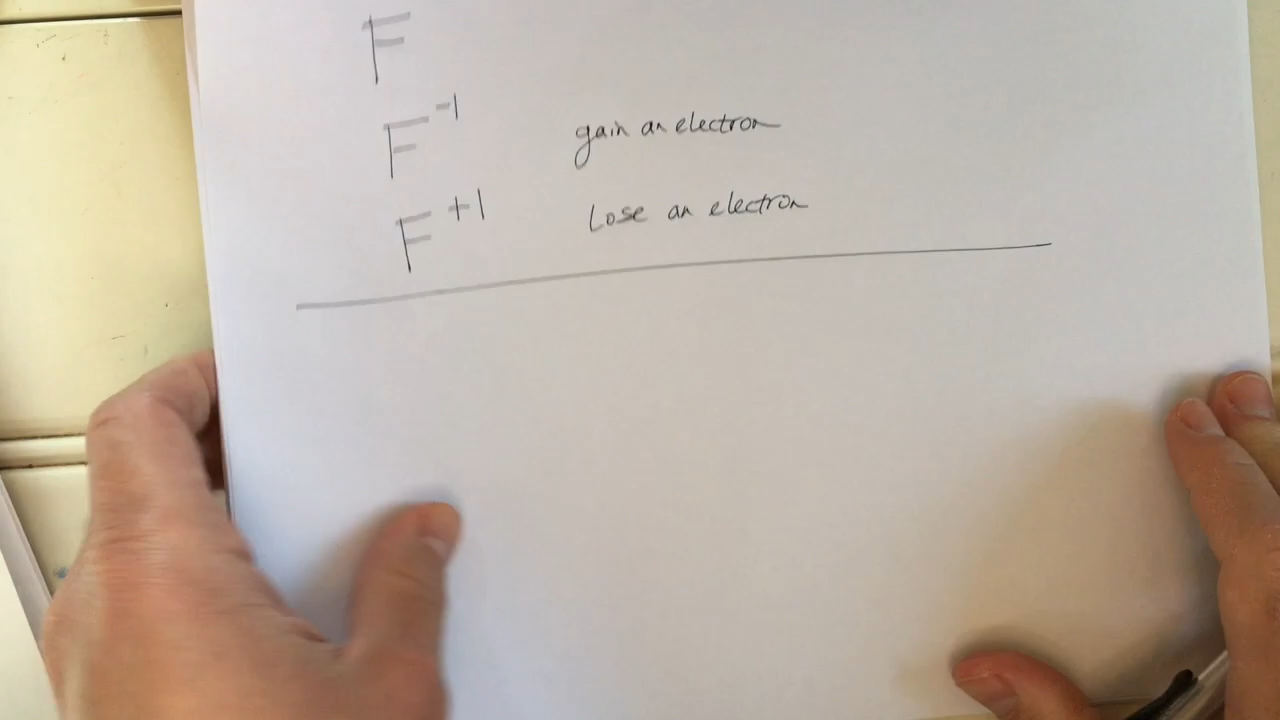 F
F⁻¹ gain an electron
F⁺¹ Lose an electron